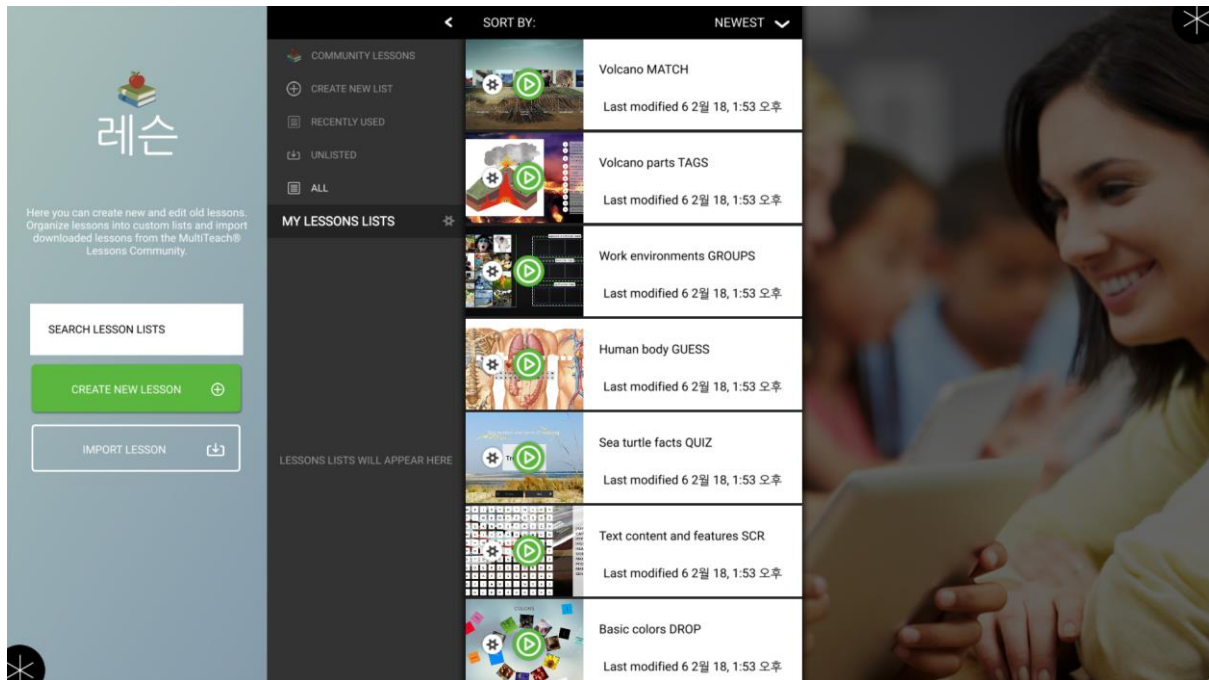 레슨
Here you can create new and edit old lessons.
Organize lessons into custom lists and import
downloaded lessons from the MultiTeach®
Lessons Community.
SEARCH LESSON LISTS
CREATE NEW LESSON
IMPORT LESSON
COMMUNITY LESSONS
CREATE NEW LIST
RECENTLY USED
UNLISTED
ALL
MY LESSONS LISTS
LESSONS LISTS WILL APPEAR HERE
SORT BY: NEWEST
Volcano MATCH
Last modified 6 2월 18, 1:53 오후
Volcano parts TAGS
Last modified 6 2월 18, 1:53 오후
Work environments GROUPS
Last modified 6 2월 18, 1:53 오후
Human body GUESS
Last modified 6 2월 18, 1:53 오후
Sea turtle facts QUIZ
Last modified 6 2월 18, 1:53 오후
Text content and features SCR
Last modified 6 2월 18, 1:53 오후
COLORS
Basic colors DROP
Last modified 6 2월 18, 1:53 오후